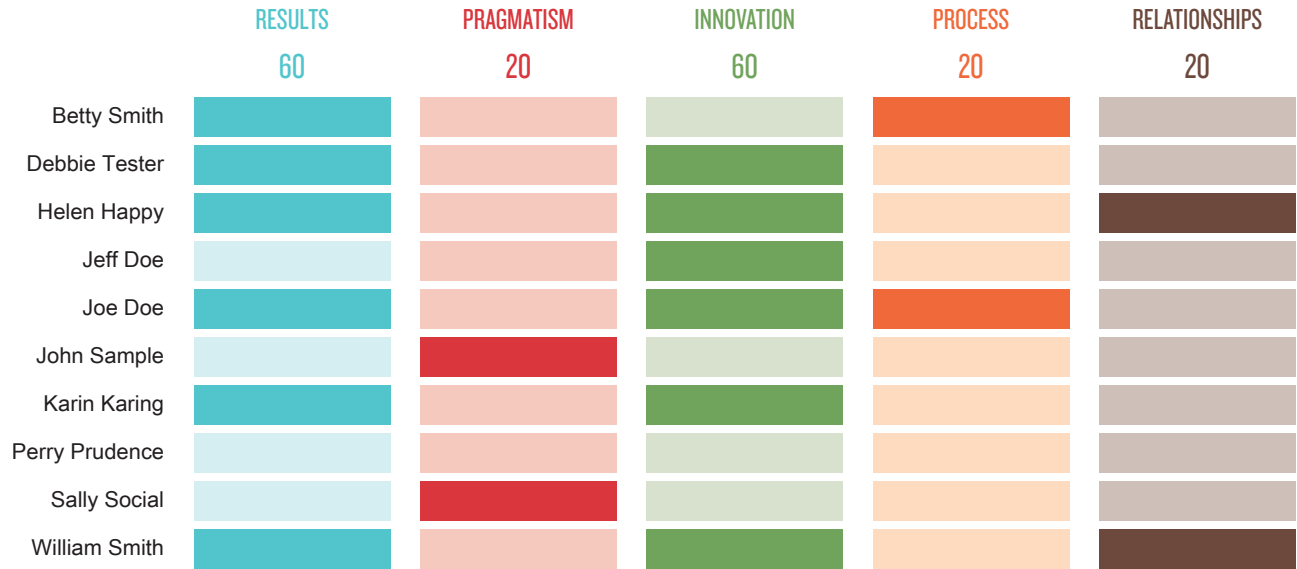 RESULTS PRAGMATISM INNOVATION PROCESS RELATIONSHIPS
60 20 60 20 20
Betty Smith
Debbie Tester
Helen Happy
Jeff Doe
Joe Doe
John Sample
Karin Karing
Perry Prudence
Sally Social
William Smith